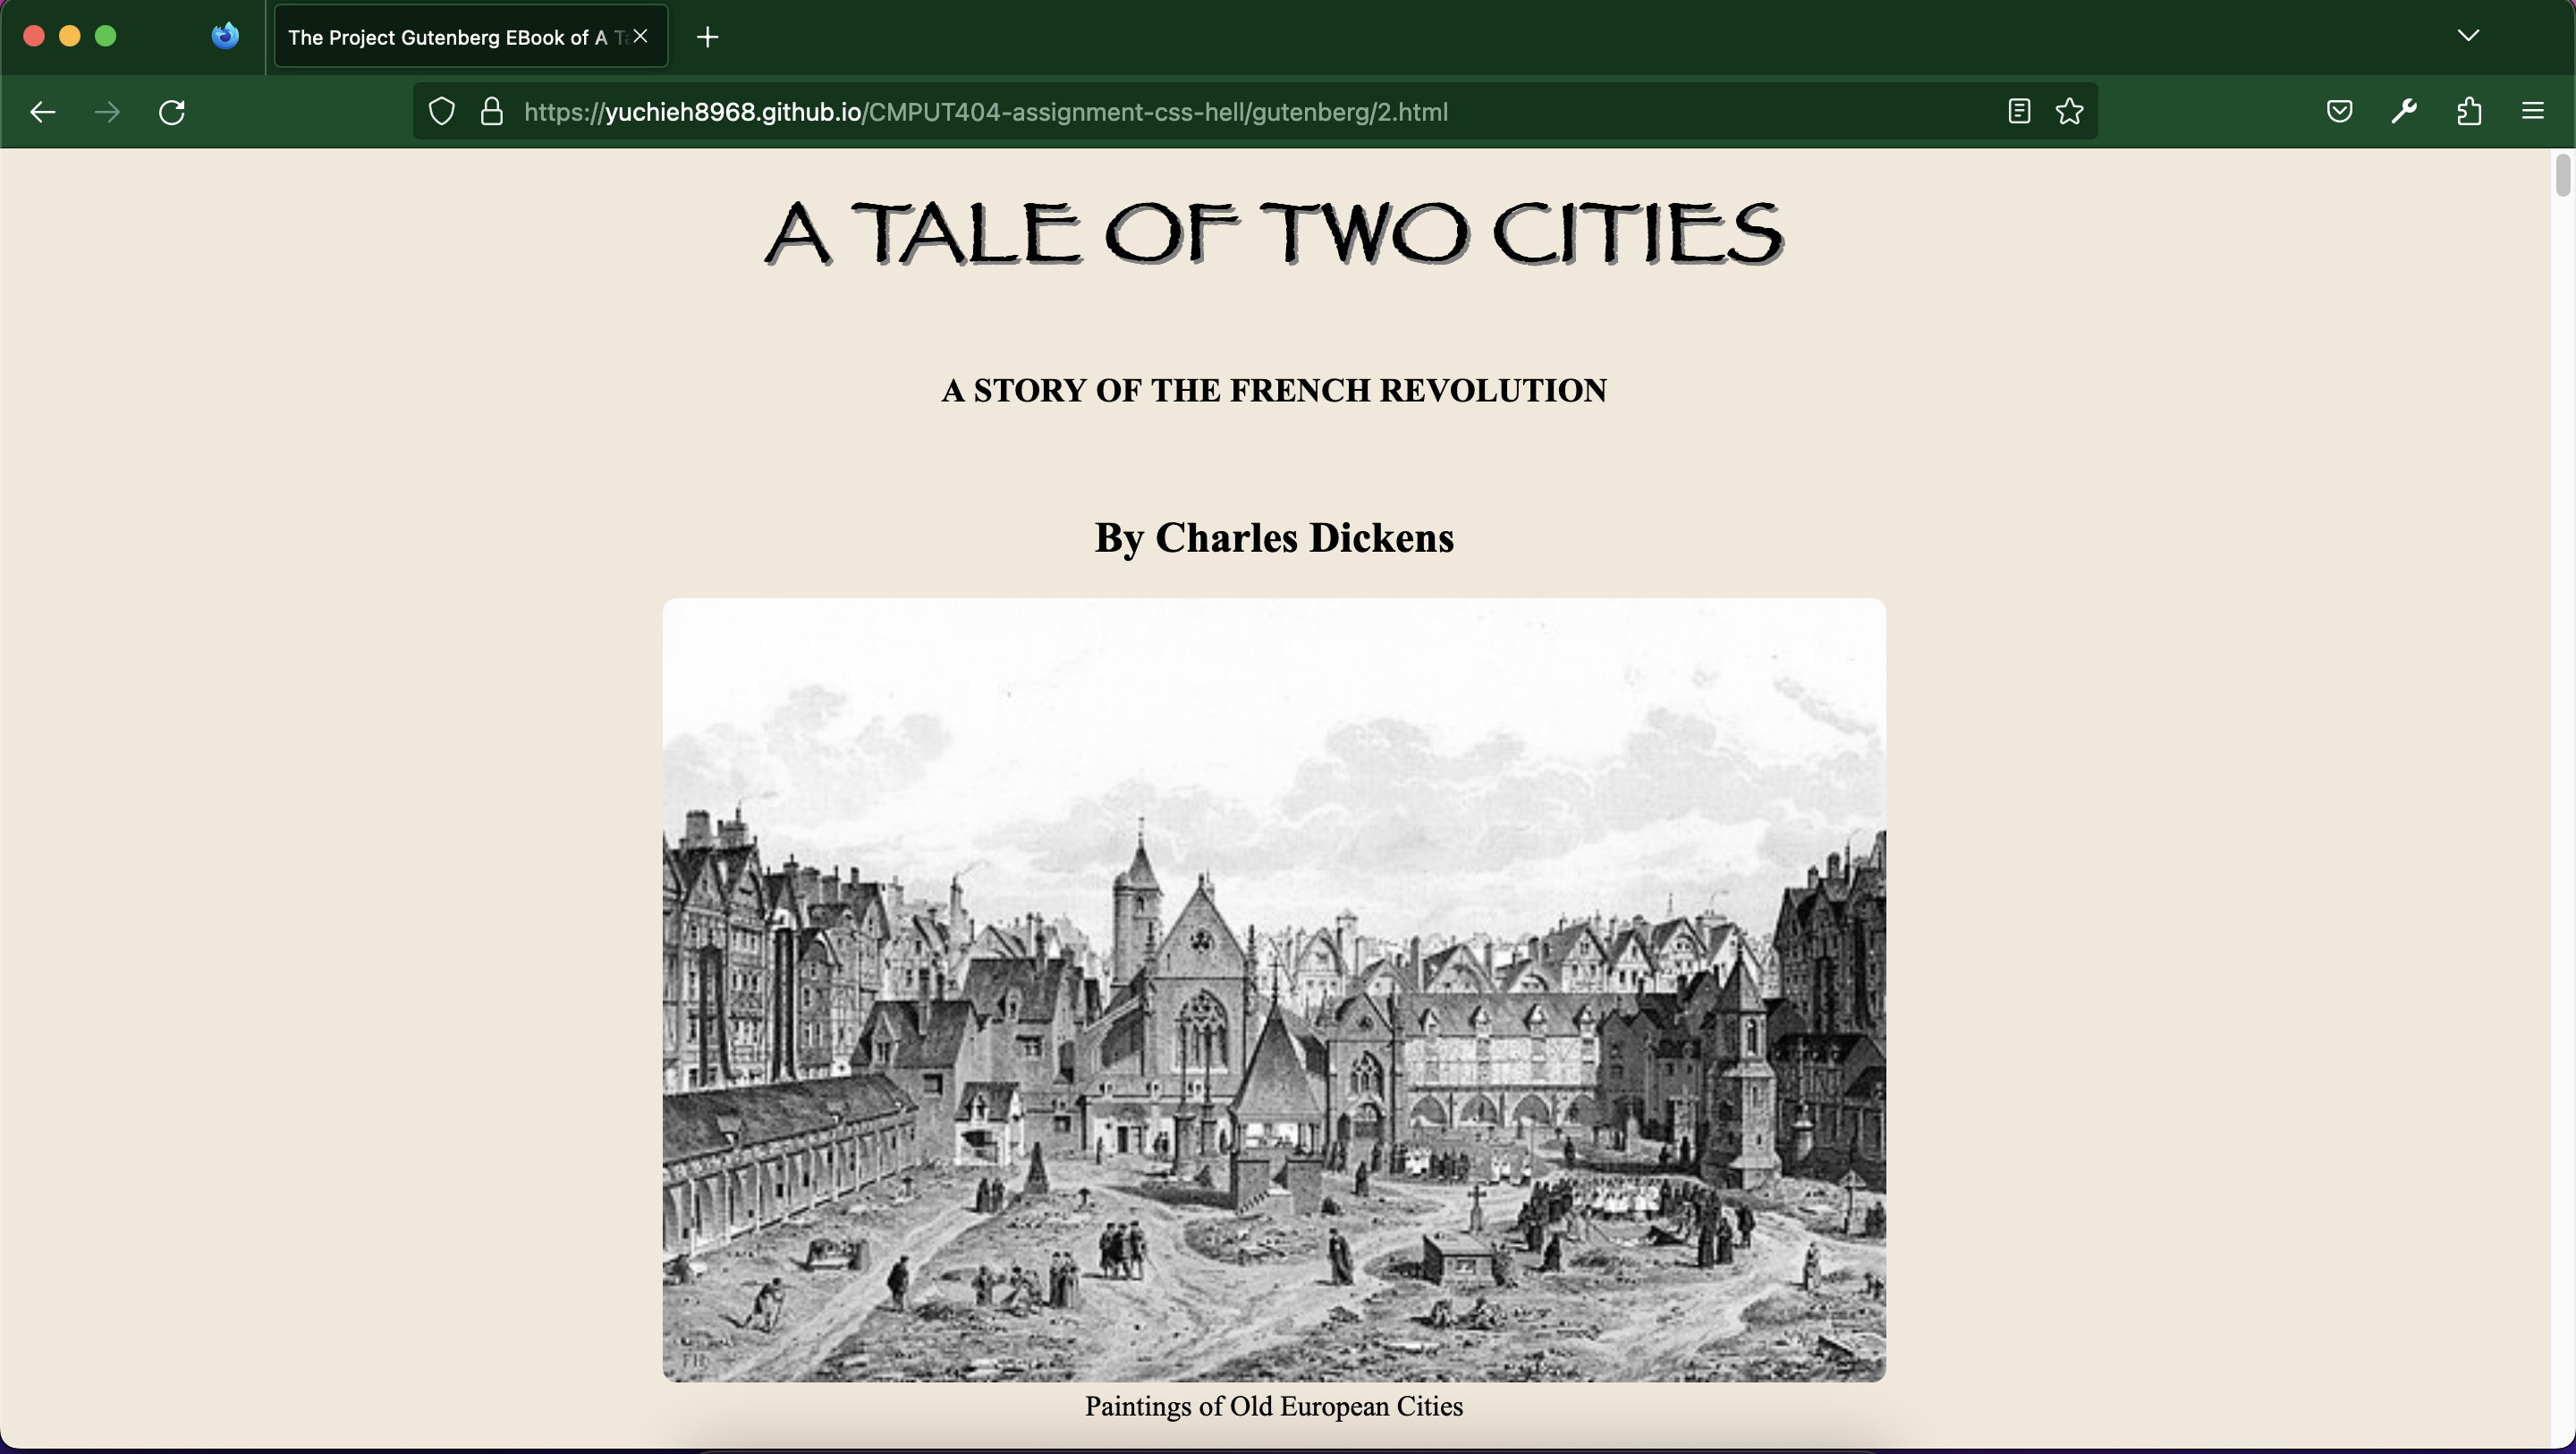 The Project Gutenberg EBook of A Ta
https://yuchieh8968.github.io/CMPUT404-assignment-css-hell/gutenberg/2.html
A TALE OF TWO CITIES
A STORY OF THE FRENCH REVOLUTION
By Charles Dickens
Paintings of Old European Cities